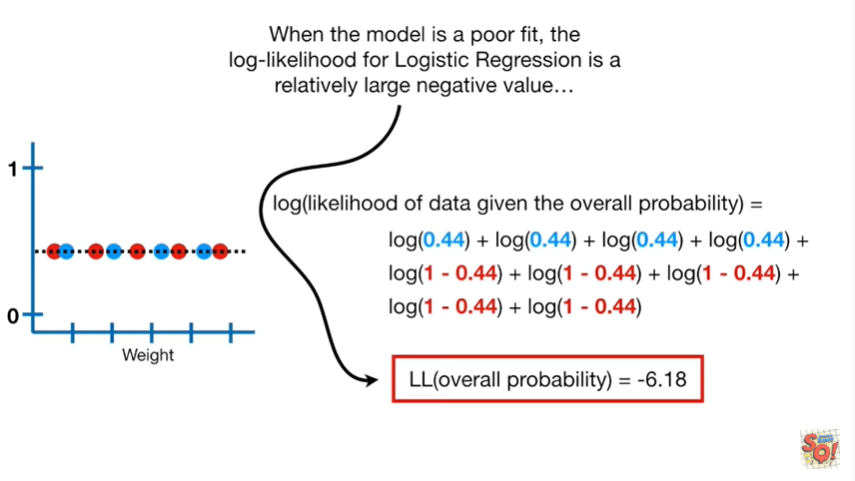 When the model is a poor fit, the
log-likelihood for Logistic Regression is a
relatively large negative value…
1
0
Weight
log(likelihood of data given the overall probability) =
log(0.44) + log(0.44) + log(0.44) + log(0.44) +
log(1 - 0.44) + log(1 - 0.44) + log(1 - 0.44) +
log(1 - 0.44) + log(1 - 0.44)
LL(overall probability) = -6.18
SQ!